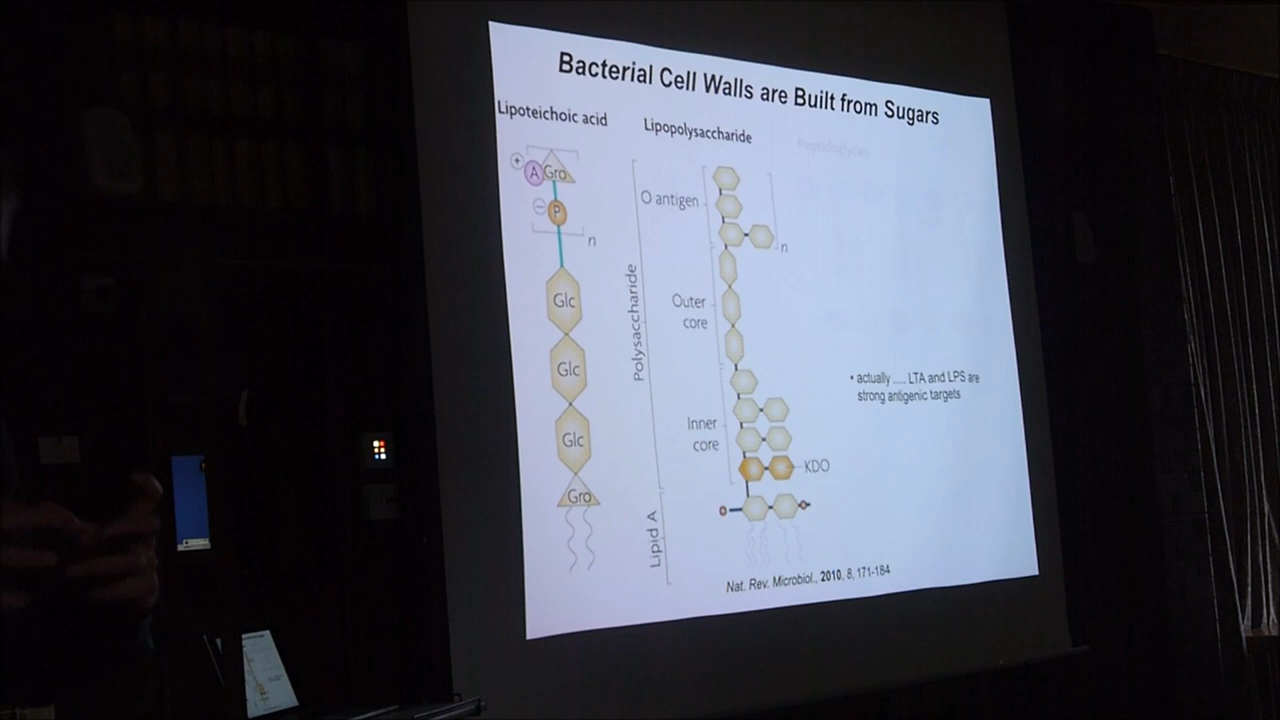 Bacterial Cell Walls are Built from Sugars
Lipoteichoic acid
Lipopolysaccharide
Peptidoglycan
+
A
Gro
−
P
n
Glc
Glc
Glc
Gro
Polysaccharide
Lipid A
O antigen
n
Outer
core
Inner
core
KDO
• actually .... LTA and LPS are
strong antigenic targets
Nat. Rev. Microbiol., 2010, 8, 171-184